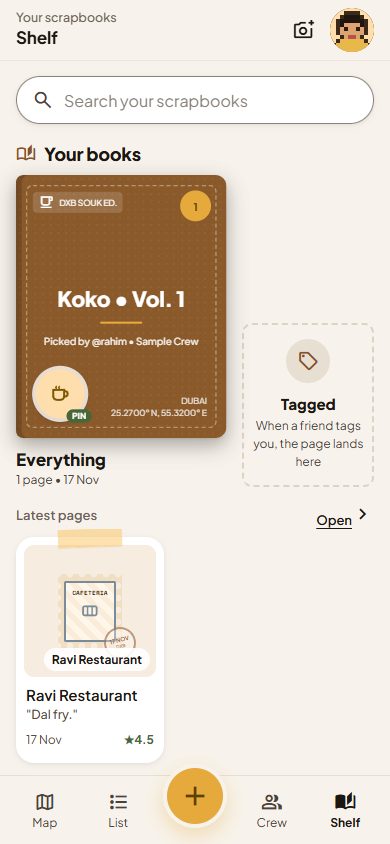 Your scrapbooks
Shelf
Search your scrapbooks
Your books
DXB SOUK ED.
1
Koko • Vol. 1
Picked by @rahim • Sample Crew
PIN
DUBAI
25.2700° N, 55.3200° E
Everything
1 page • 17 Nov
Tagged
When a friend tags
you, the page lands
here
Latest pages
Open
CAFETERIA
17 NOV
Ravi Restaurant
Ravi Restaurant
"Dal fry."
17 Nov
★4.5
Map
List
Crew
Shelf